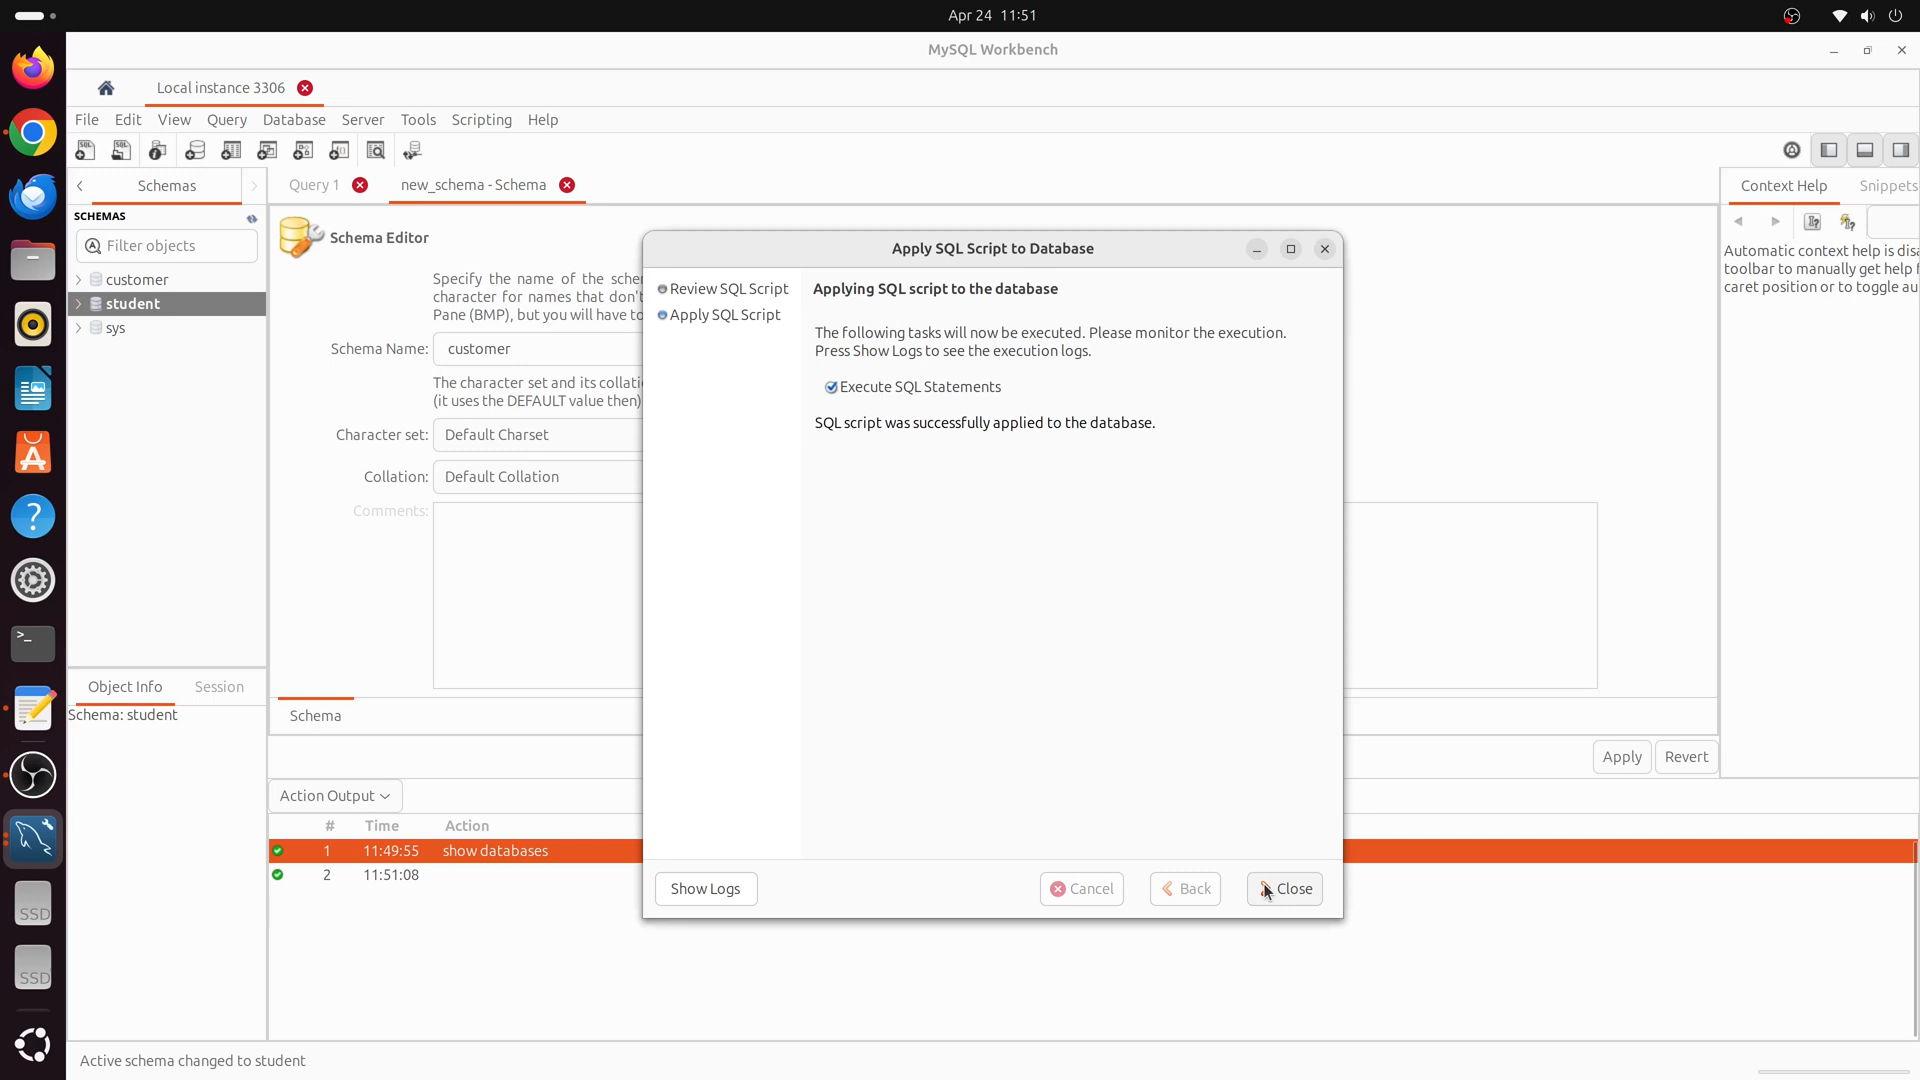 Apr 24 11:51
MySQL Workbench
Local instance 3306
File Edit View Query Database Server Tools Scripting Help
Schemas
Query 1
new_schema - Schema
Context Help
Snippets
SCHEMAS
Filter objects
customer
student
sys
Schema Editor
Specify the name of the schem
character for names that don't
Pane (BMP), but you will have to
Schema Name: customer
The character set and its collati
(it uses the DEFAULT value then)
Character set: Default Charset
Collation: Default Collation
Comments:
Automatic context help is disa
toolbar to manually get help f
caret position or to toggle au
Apply SQL Script to Database
Review SQL Script
Apply SQL Script
Applying SQL script to the database
The following tasks will now be executed. Please monitor the execution.
Press Show Logs to see the execution logs.
Execute SQL Statements
SQL script was successfully applied to the database.
Show Logs
Cancel
Back
Close
Object Info
Session
Schema: student
Schema
Apply
Revert
Action Output
# Time Action
1 11:49:55 show databases
2 11:51:08
SSD
SSD
Active schema changed to student